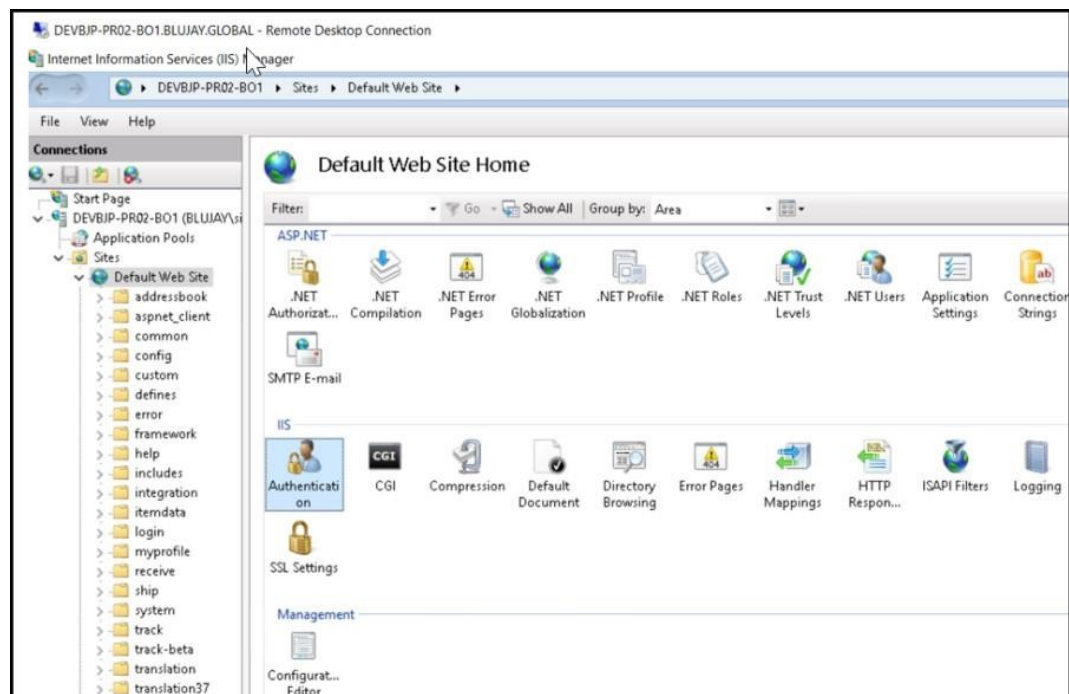 DEVBJP-PR02-BO1.BLUJAY.GLOBAL - Remote Desktop Connection
Internet Information Services (IIS) Manager
DEVBJP-PR02-BO1 Sites Default Web Site
File View Help
Connections
Start Page
DEVBJP-PR02-BO1 (BLUJAY\si
Application Pools
Sites
Default Web Site
addressbook
aspnet_client
common
config
custom
defines
error
framework
help
includes
integration
itemdata
login
myprofile
receive
ship
system
track
track-beta
translation
translation37
Default Web Site Home
Filter: Go Show All Group by: Area
ASP.NET
.NET Authorizat...
.NET Compilation
.NET Error Pages
.NET Globalization
.NET Profile
.NET Roles
.NET Trust Levels
.NET Users
Application Settings
Connection Strings
SMTP E-mail
IIS
Authenticati on
CGI
Compression
Default Document
Directory Browsing
Error Pages
Handler Mappings
HTTP Respon...
ISAPI Filters
Logging
SSL Settings
Management
Configurat... Editor